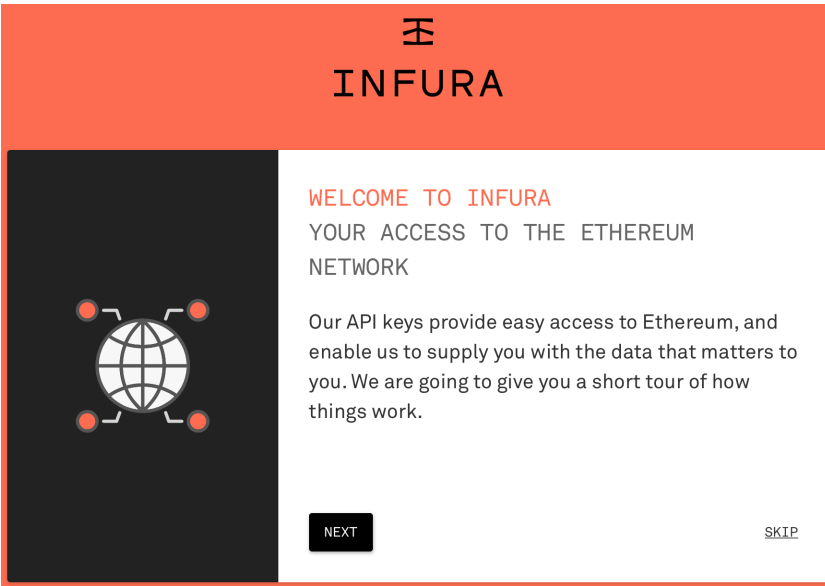 INFURA
WELCOME TO INFURA
YOUR ACCESS TO THE ETHEREUM
NETWORK
Our API keys provide easy access to Ethereum, and
enable us to supply you with the data that matters to
you. We are going to give you a short tour of how
things work.
NEXT
SKIP